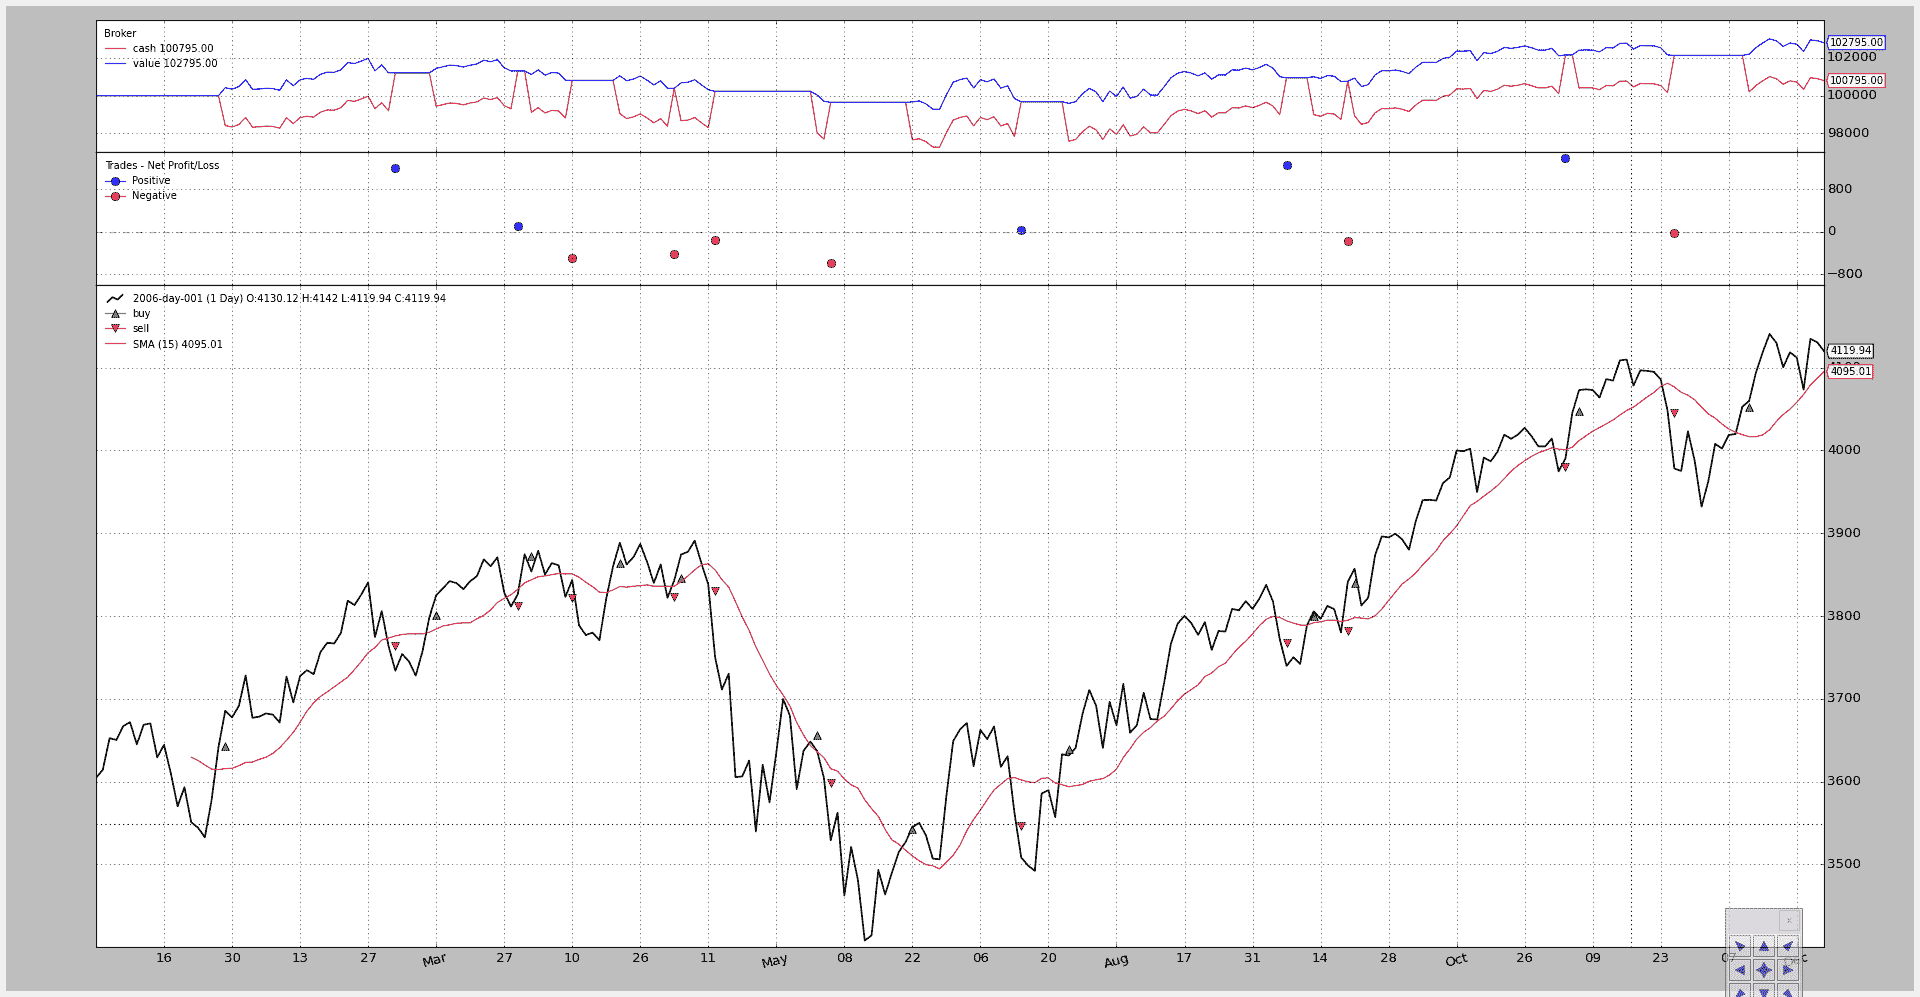 Broker
cash 100795.00
value 102795.00
102795.00
102000
100795.00
100000
98000
Trades - Net Profit/Loss
Positive
Negative
800
0
−800
2006-day-001 (1 Day) O:4130.12 H:4142 L:4119.94 C:4119.94
buy
sell
SMA (15) 4095.01
4119.94
4095.01
4000
3900
3800
3700
3600
3500
16 30 13 27 Mar 27 10 26 11 May 08 22 06 20 Aug 17 31 14 28 Oct 26 09 23